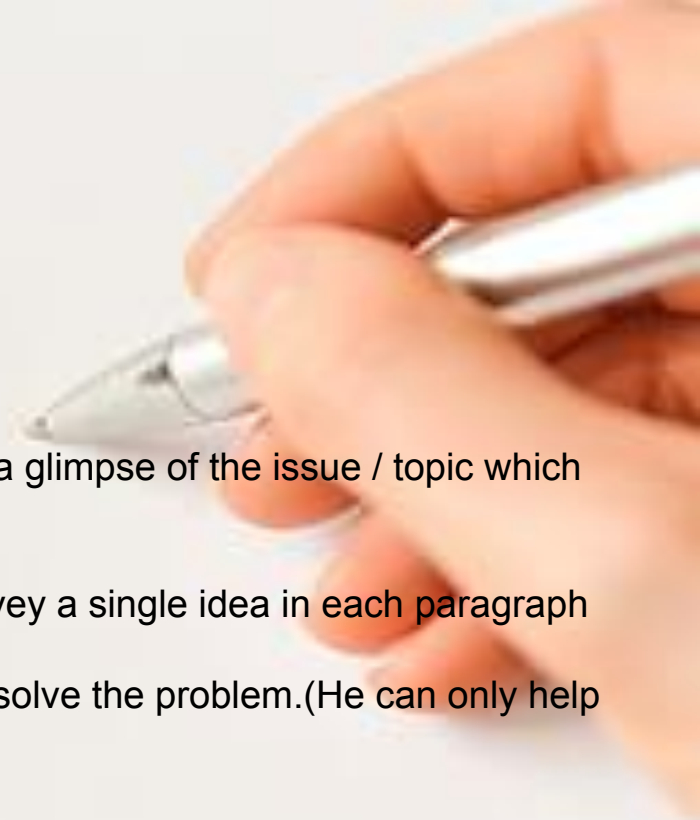 a glimpse of the issue / topic which
vey a single idea in each paragraph
solve the problem.(He can only help